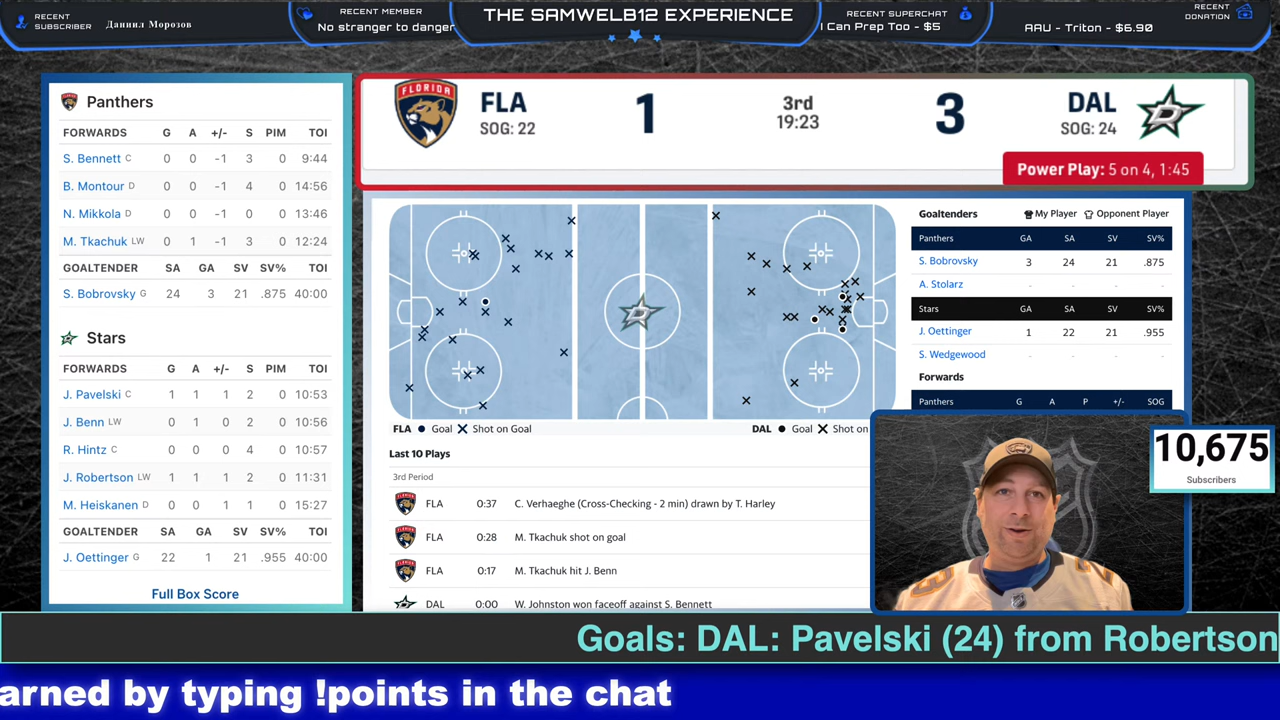 RECENT
SUBSCRIBER
Даниил Морозов
RECENT MEMBER
No stranger to danger
THE SAMWELB12 EXPERIENCE
RECENT SUPERCHAT
I Can Prep Too - $5
RECENT
DONATION
AAU - Triton - $6.90
Panthers
FORWARDS G A +/- S PIM TOI
S. Bennett C 0 0 -1 3 0 9:44
B. Montour D 0 0 -1 4 0 14:56
N. Mikkola D 0 0 -1 0 0 13:46
M. Tkachuk LW 0 1 -1 3 0 12:24
GOALTENDER SA GA SV SV% TOI
S. Bobrovsky G 24 3 21 .875 40:00
Stars
FORWARDS G A +/- S PIM TOI
J. Pavelski C 1 1 1 2 0 10:53
J. Benn LW 0 1 0 2 0 10:56
R. Hintz C 0 0 0 4 0 10:57
J. Robertson LW 1 1 1 2 0 11:31
M. Heiskanen D 0 0 1 1 0 15:27
GOALTENDER SA GA SV SV% TOI
J. Oettinger G 22 1 21 .955 40:00
Full Box Score
FLORIDA
FLA
SOG: 22
1
3rd
19:23
3
DAL
SOG: 24
Power Play: 5 on 4, 1:45
FLA Goal Shot on Goal
DAL Goal Shot on
Last 10 Plays
3rd Period
FLA 0:37 C. Verhaeghe (Cross-Checking - 2 min) drawn by T. Harley
FLA 0:28 M. Tkachuk shot on goal
FLA 0:17 M. Tkachuk hit J. Benn
DAL 0:00 W. Johnston won faceoff against S. Bennett
Goaltenders My Player Opponent Player
Panthers GA SA SV SV%
S. Bobrovsky 3 24 21 .875
A. Stolarz - - - -
Stars GA SA SV SV%
J. Oettinger 1 22 21 .955
S. Wedgewood - - - -
Forwards
Panthers G A P +/- SOG
10,675
Subscribers
Goals: DAL: Pavelski (24) from Robertson
arned by typing !points in the chat